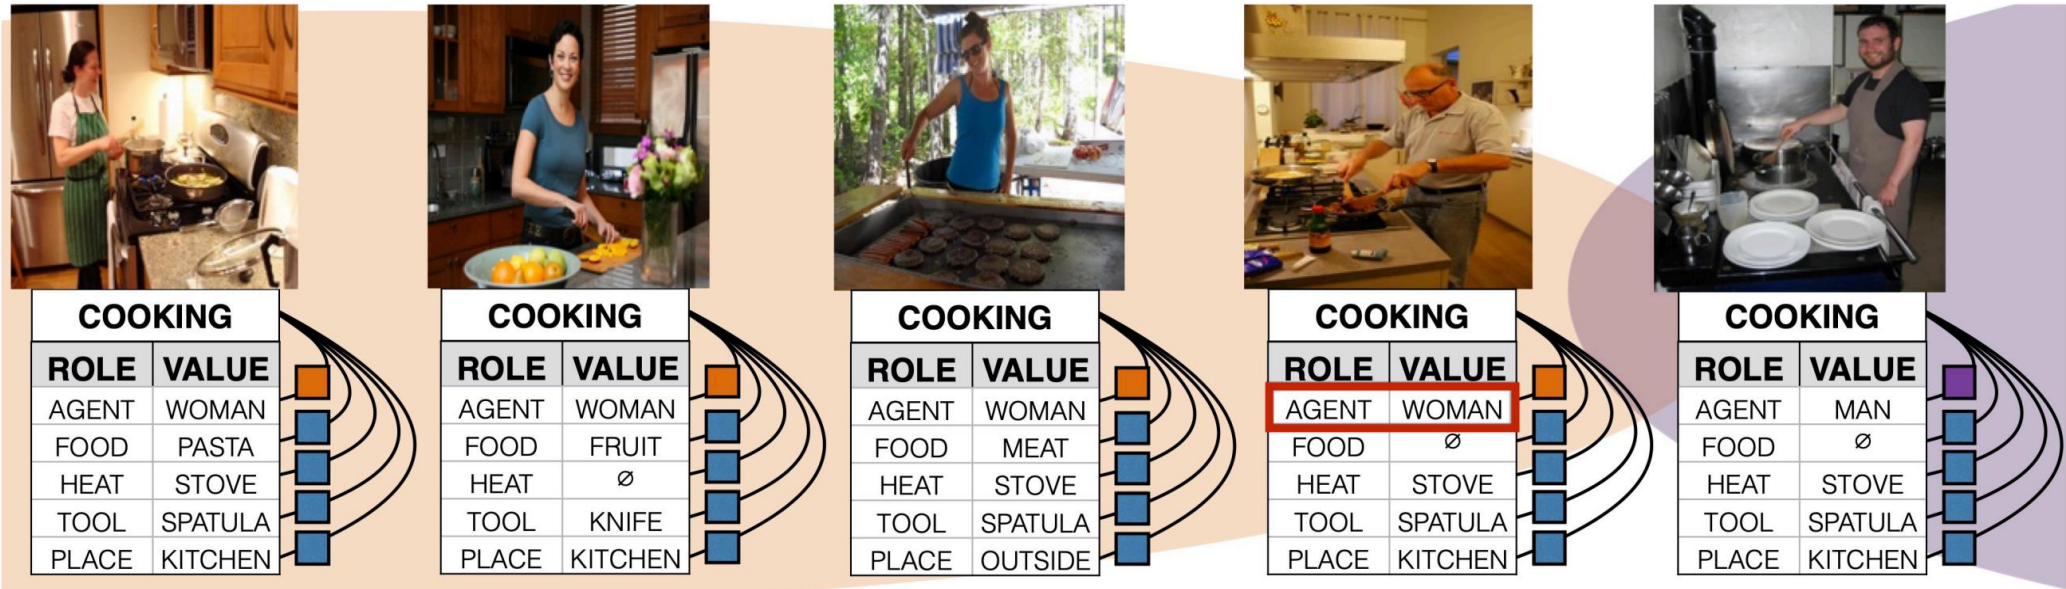 COOKING
ROLE VALUE
AGENT WOMAN
FOOD PASTA
HEAT STOVE
TOOL SPATULA
PLACE KITCHEN
COOKING
ROLE VALUE
AGENT WOMAN
FOOD FRUIT
HEAT ∅
TOOL KNIFE
PLACE KITCHEN
COOKING
ROLE VALUE
AGENT WOMAN
FOOD MEAT
HEAT STOVE
TOOL SPATULA
PLACE OUTSIDE
COOKING
ROLE VALUE
AGENT WOMAN
FOOD ∅
HEAT STOVE
TOOL SPATULA
PLACE KITCHEN
COOKING
ROLE VALUE
AGENT MAN
FOOD ∅
HEAT STOVE
TOOL SPATULA
PLACE KITCHEN